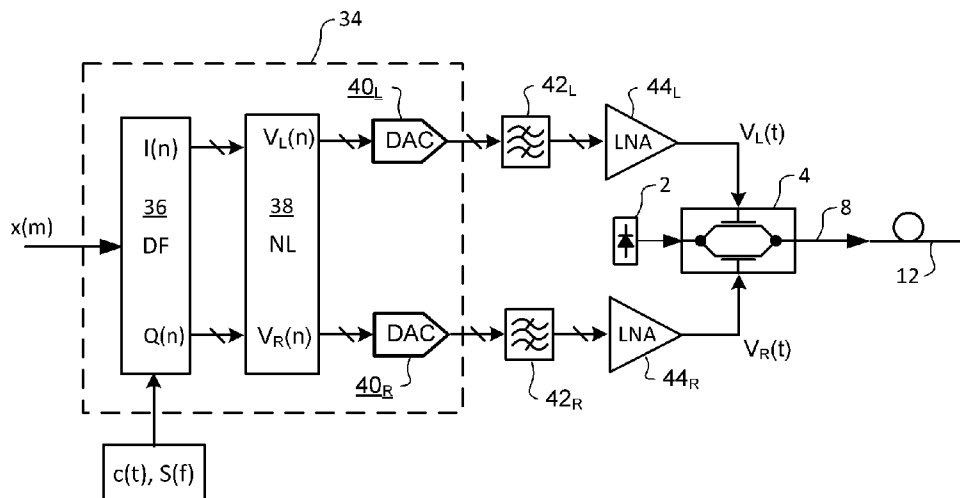 34
40L
42L
44L
I(n)
VL(n)
DAC
LNA
VL(t)
36
38
2
4
8
x(m)
DF
NL
12
Q(n)
VR(n)
DAC
LNA
VR(t)
40R
42R
44R
c(t), S(f)